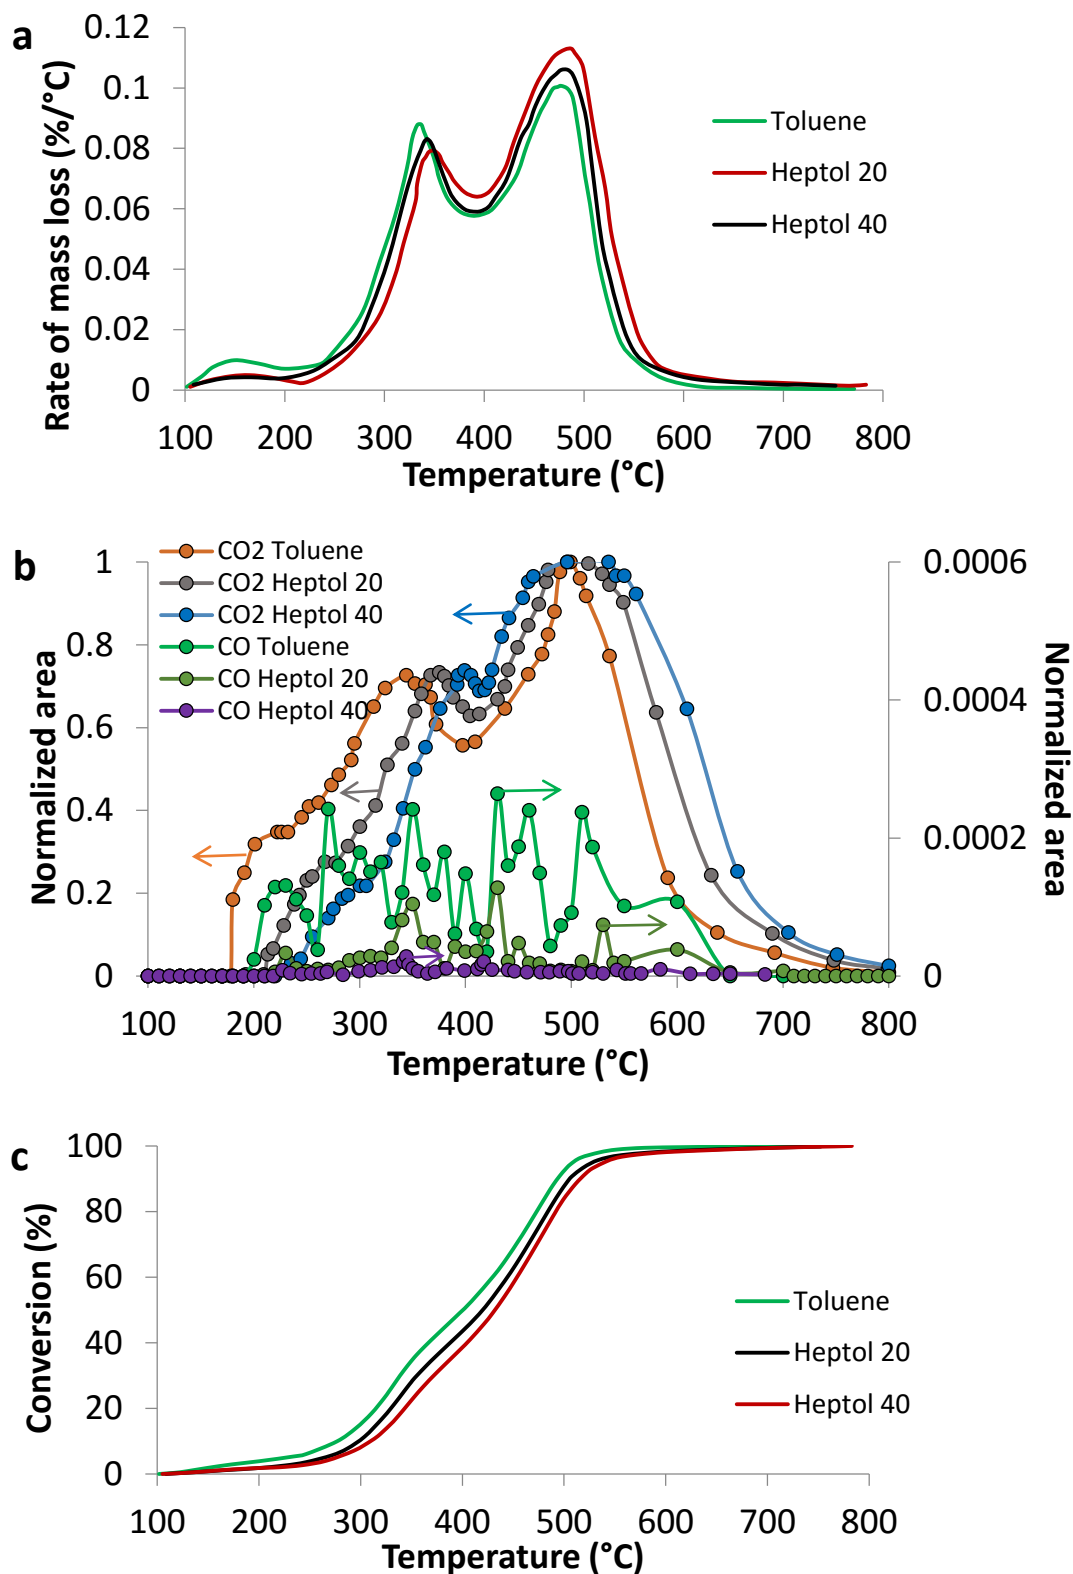 a
0.12
0.1
0.08
0.06
0.04
0.02
0
Rate of mass loss (%/°C)
Toluene
Heptol 20
Heptol 40
100 200 300 400 500 600 700 800
Temperature (°C)
b
CO2 Toluene
CO2 Heptol 20
CO2 Heptol 40
CO Toluene
CO Heptol 20
CO Heptol 40
1
0.8
0.6
0.4
0.2
0
Normalized area
0.0006
0.0004
0.0002
0
Normalized area
100 200 300 400 500 600 700 800
Temperature (°C)
c
100
80
60
40
20
0
Conversion (%)
Toluene
Heptol 20
Heptol 40
100 200 300 400 500 600 700 800
Temperature (°C)